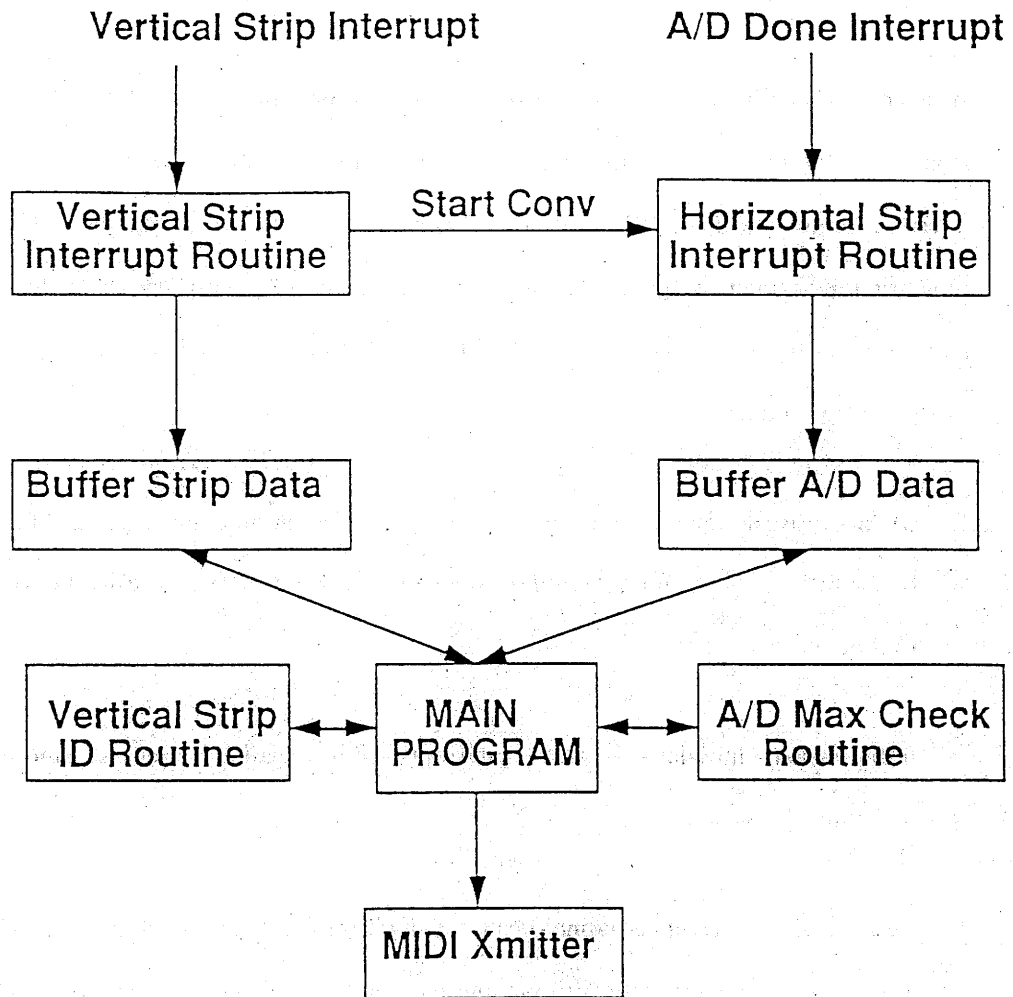 Vertical Strip Interrupt
A/D Done Interrupt
Vertical Strip
Interrupt Routine
Start Conv
Horizontal Strip
Interrupt Routine
Buffer Strip Data
Buffer A/D Data
Vertical Strip
ID Routine
MAIN
PROGRAM
A/D Max Check
Routine
MIDI Xmitter